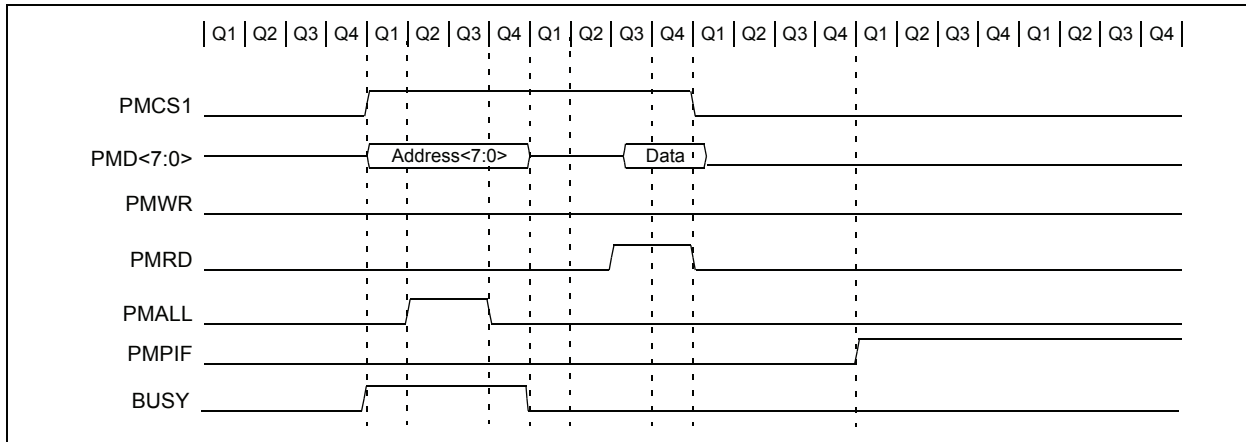 Q1 Q2 Q3 Q4 Q1 Q2 Q3 Q4 Q1 Q2 Q3 Q4 Q1 Q2 Q3 Q4 Q1 Q2 Q3 Q4 Q1 Q2 Q3 Q4
PMCS1
PMD<7:0> Address<7:0> Data
PMWR
PMRD
PMALL
PMPIF
BUSY